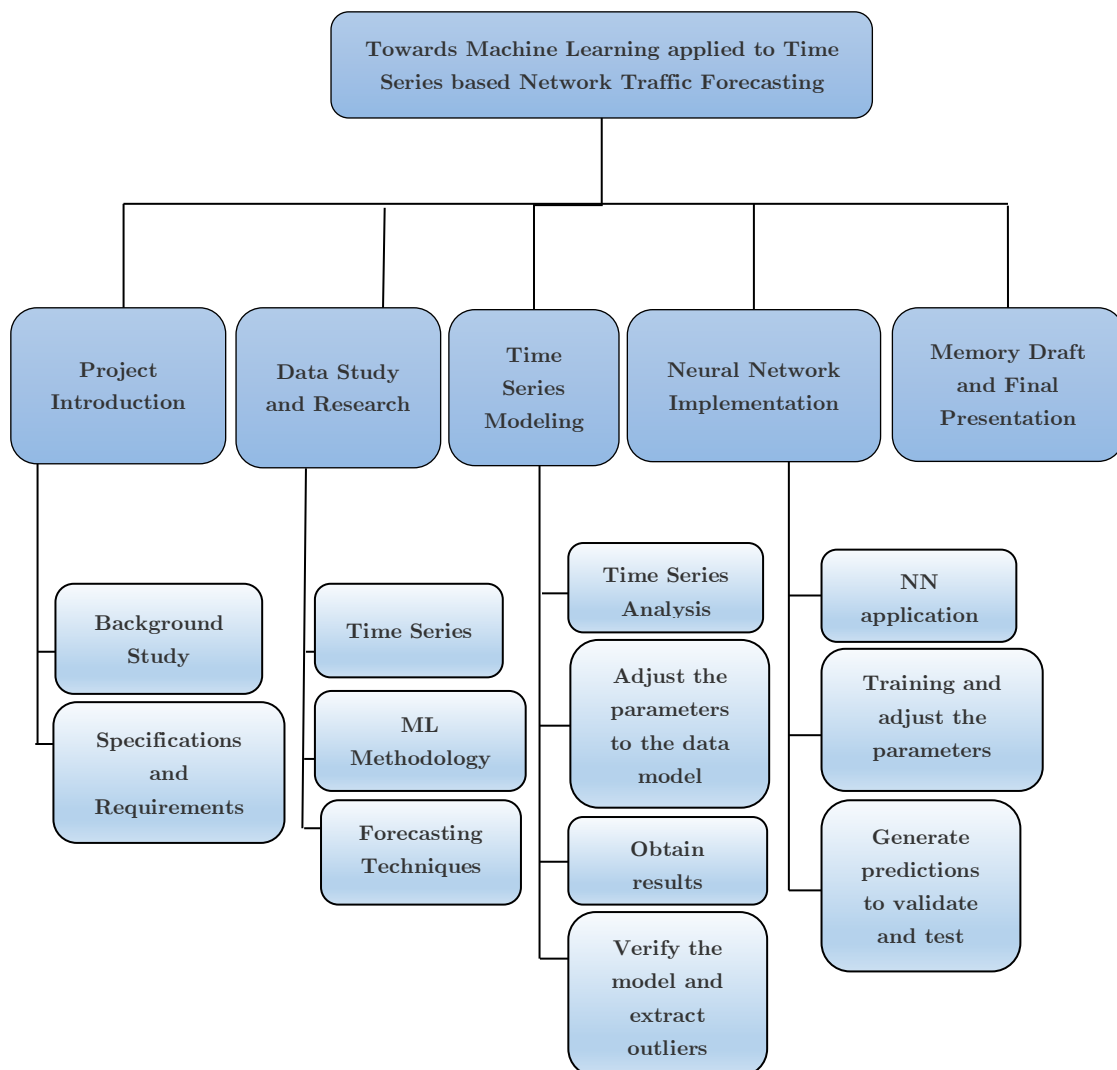 Towards Machine Learning applied to Time
Series based Network Traffic Forecasting
Project
Introduction
Data Study
and Research
Time
Series
Modeling
Neural Network
Implementation
Memory Draft
and Final
Presentation
Background
Study
Specifications
and
Requirements
Time Series
ML
Methodology
Forecasting
Techniques
Time Series
Analysis
Adjust the
parameters
to the data
model
Obtain
results
Verify the
model and
extract
outliers
NN
application
Training and
adjust the
parameters
Generate
predictions
to validate
and test